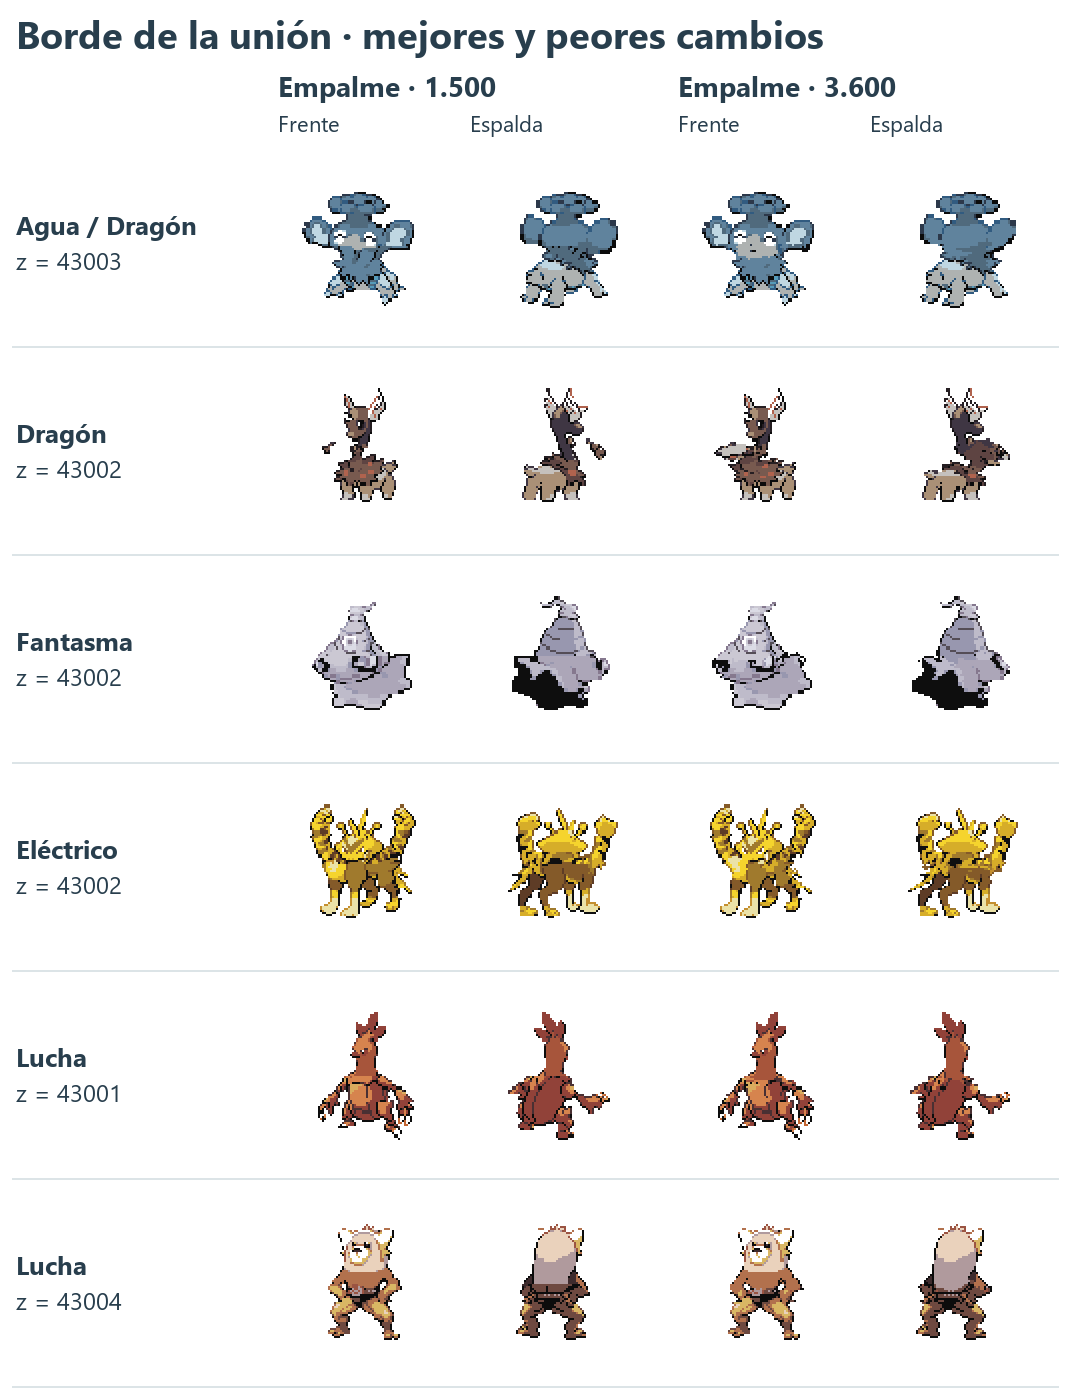 Borde de la unión · mejores y peores cambios
Empalme · 1.500
Empalme · 3.600
Frente
Espalda
Frente
Espalda
Agua / Dragón
z = 43003
Dragón
z = 43002
Fantasma
z = 43002
Eléctrico
z = 43002
Lucha
z = 43001
Lucha
z = 43004